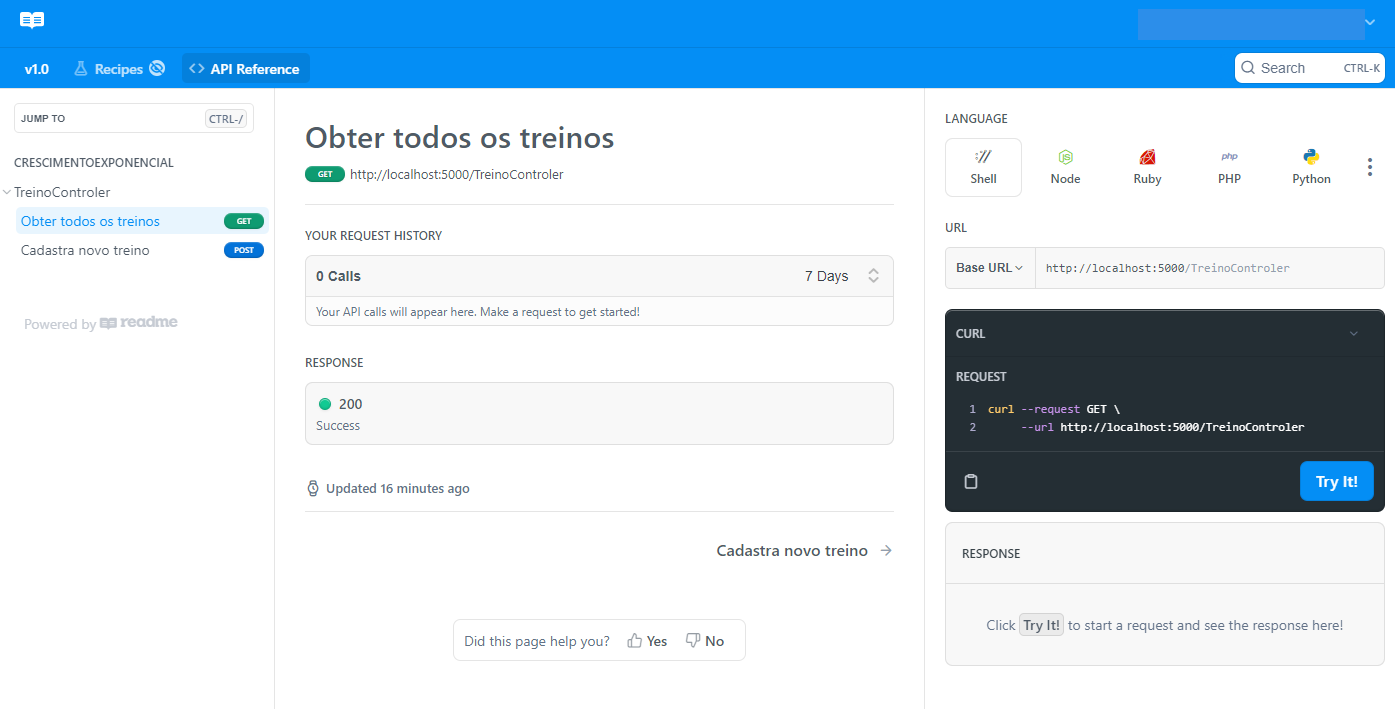 v1.0
Recipes
API Reference
Search
CTRL-K
JUMP TO
CTRL-/
CRESCIMENTOEXPONENCIAL
TreinoControler
Obter todos os treinos
GET
Cadastra novo treino
POST
Powered by readme
Obter todos os treinos
GET http://localhost:5000/TreinoControler
YOUR REQUEST HISTORY
0 Calls
7 Days
Your API calls will appear here. Make a request to get started!
RESPONSE
200
Success
Updated 16 minutes ago
Cadastra novo treino
Did this page help you?
Yes
No
LANGUAGE
Shell
Node
Ruby
php
PHP
Python
URL
Base URL
http://localhost:5000/TreinoControler
CURL
REQUEST
1 curl --request GET \
2 --url http://localhost:5000/TreinoControler
Try It!
RESPONSE
Click Try It! to start a request and see the response here!